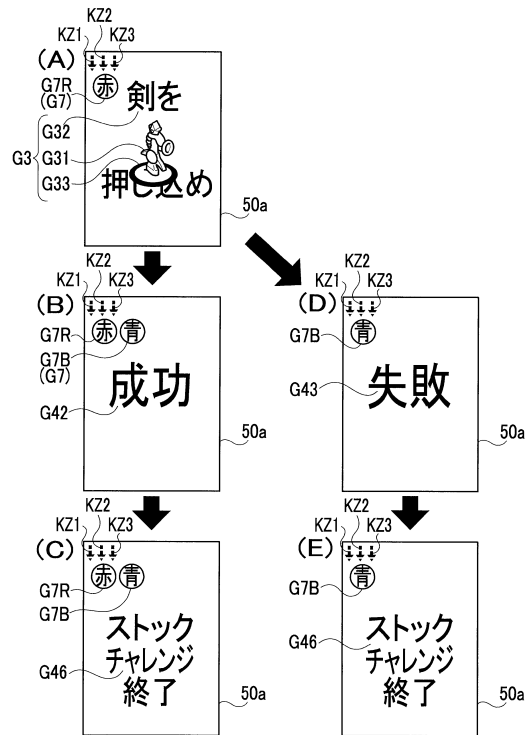 KZ2
KZ1 KZ3
(A)
赤
G7R
(G7)
剣を
G32
G3 G31
G33
押し込め
50a
KZ2
KZ1 KZ3
(B)
赤 青
G7R
G7B
(G7)
成功
G42
50a
KZ2
KZ1 KZ3
(D)
青
G7B
失敗
G43
50a
KZ2
KZ1 KZ3
(C)
赤 青
G7R
G7B
ストック
チャレンジ
終了
G46
50a
KZ2
KZ1 KZ3
(E)
青
G7B
ストック
チャレンジ
終了
G46
50a